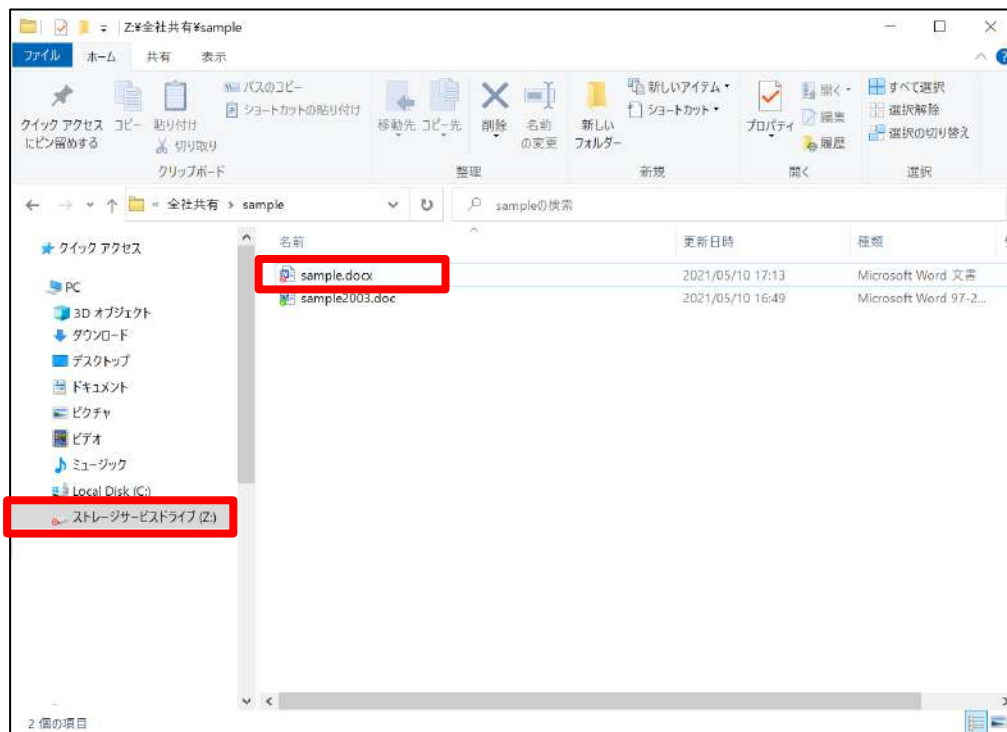 Z:¥全社共有¥sample
ファイル ホーム 共有 表示
クイック アクセス
にピン留めする
コピー
貼り付け
パスのコピー
ショートカットの貼り付け
切り取り
移動先
コピー先
削除
名前
の変更
新しい
フォルダー
新しいアイテム
ショートカット
プロパティ
開く
編集
履歴
すべて選択
選択解除
選択の切り替え
クリップボード 整理 新規 開く 選択
« 全社共有 › sample
sampleの検索
名前 更新日時 種類
sample.docx 2021/05/10 17:13 Microsoft Word 文書
sample2003.doc 2021/05/10 16:49 Microsoft Word 97-2...
クイック アクセス
PC
3D オブジェクト
ダウンロード
デスクトップ
ドキュメント
ピクチャ
ビデオ
ミュージック
Local Disk (C:)
ストレージサービスドライブ (Z:)
2 個の項目